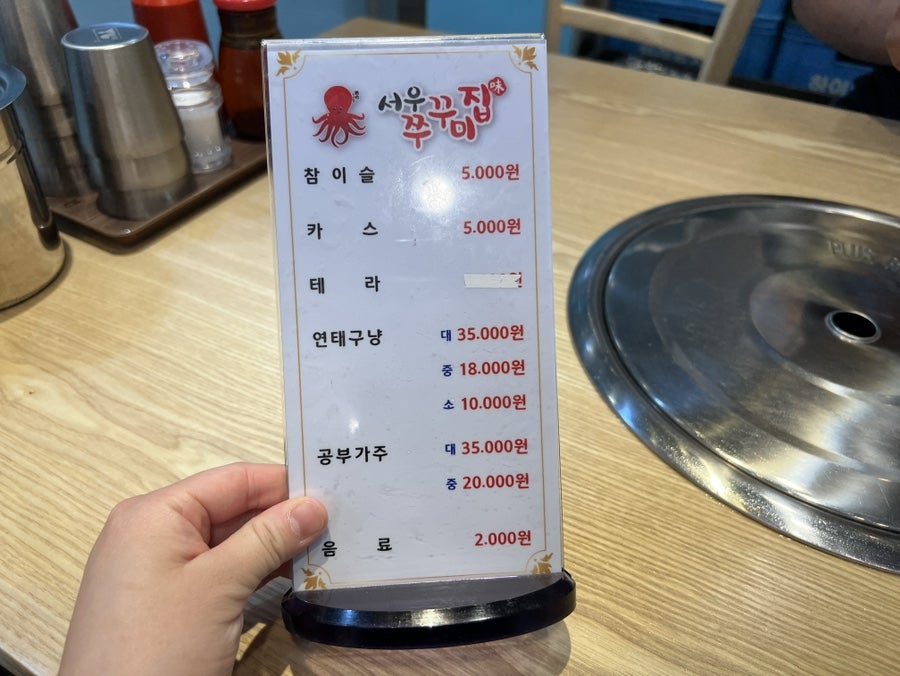 서우
쭈꾸미집味
참이슬 5.000원
카스 5.000원
테라 원
연태구냥 대 35.000원
중 18.000원
소 10.000원
공부가주 대 35.000원
중 20.000원
음료 2.000원
PLUS